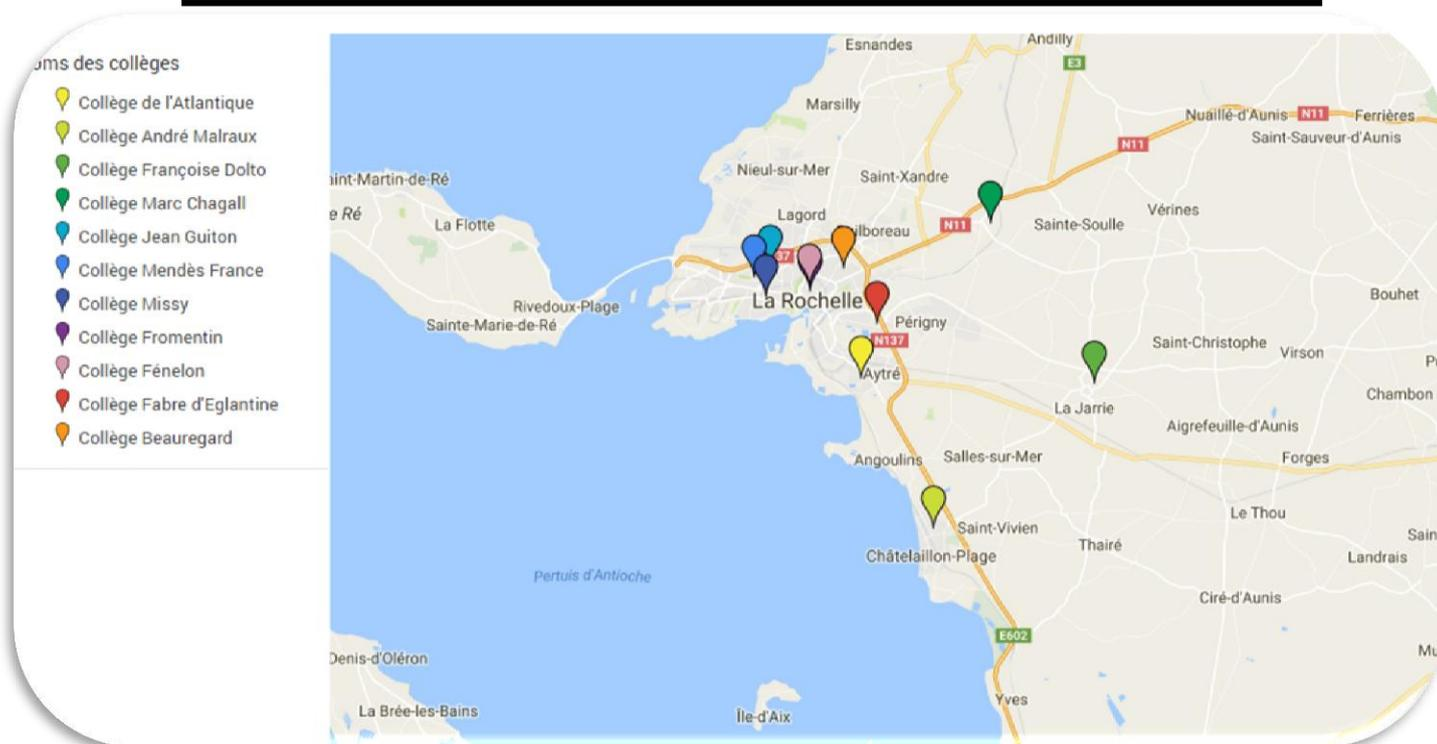 oms des collèges
Collège de l'Atlantique
Collège André Malraux
Collège Françoise Dolto
Collège Marc Chagall
Collège Jean Guiton
Collège Mendès France
Collège Missy
Collège Fromentin
Collège Fénelon
Collège Fabre d'Eglantine
Collège Beauregard
Esnandes
Andilly
E3
Marsilly
Nuaillé-d'Aunis
N11
Ferrières
Saint-Sauveur-d'Aunis
N11
Nieul-sur-Mer
Saint-Xandre
aint-Martin-de-Ré
e Ré
La Flotte
Lagord
ilboreau
N11
Sainte-Soulle
Vérines
37
La Rochelle
Rivedoux-Plage
Sainte-Marie-de-Ré
Périgny
N137
Bouhet
Saint-Christophe
Virson
Aytré
La Jarrie
Chambon
Aigrefeuille-d'Aunis
Angoulins
Salles-sur-Mer
Forges
Saint-Vivien
Le Thou
Châtelaillon-Plage
Thairé
Sain
Landrais
Pertuis d'Antioche
Ciré-d'Aunis
E602
Mu
Denis-d'Oléron
La Brée-les-Bains
Île-d'Aix
Yves